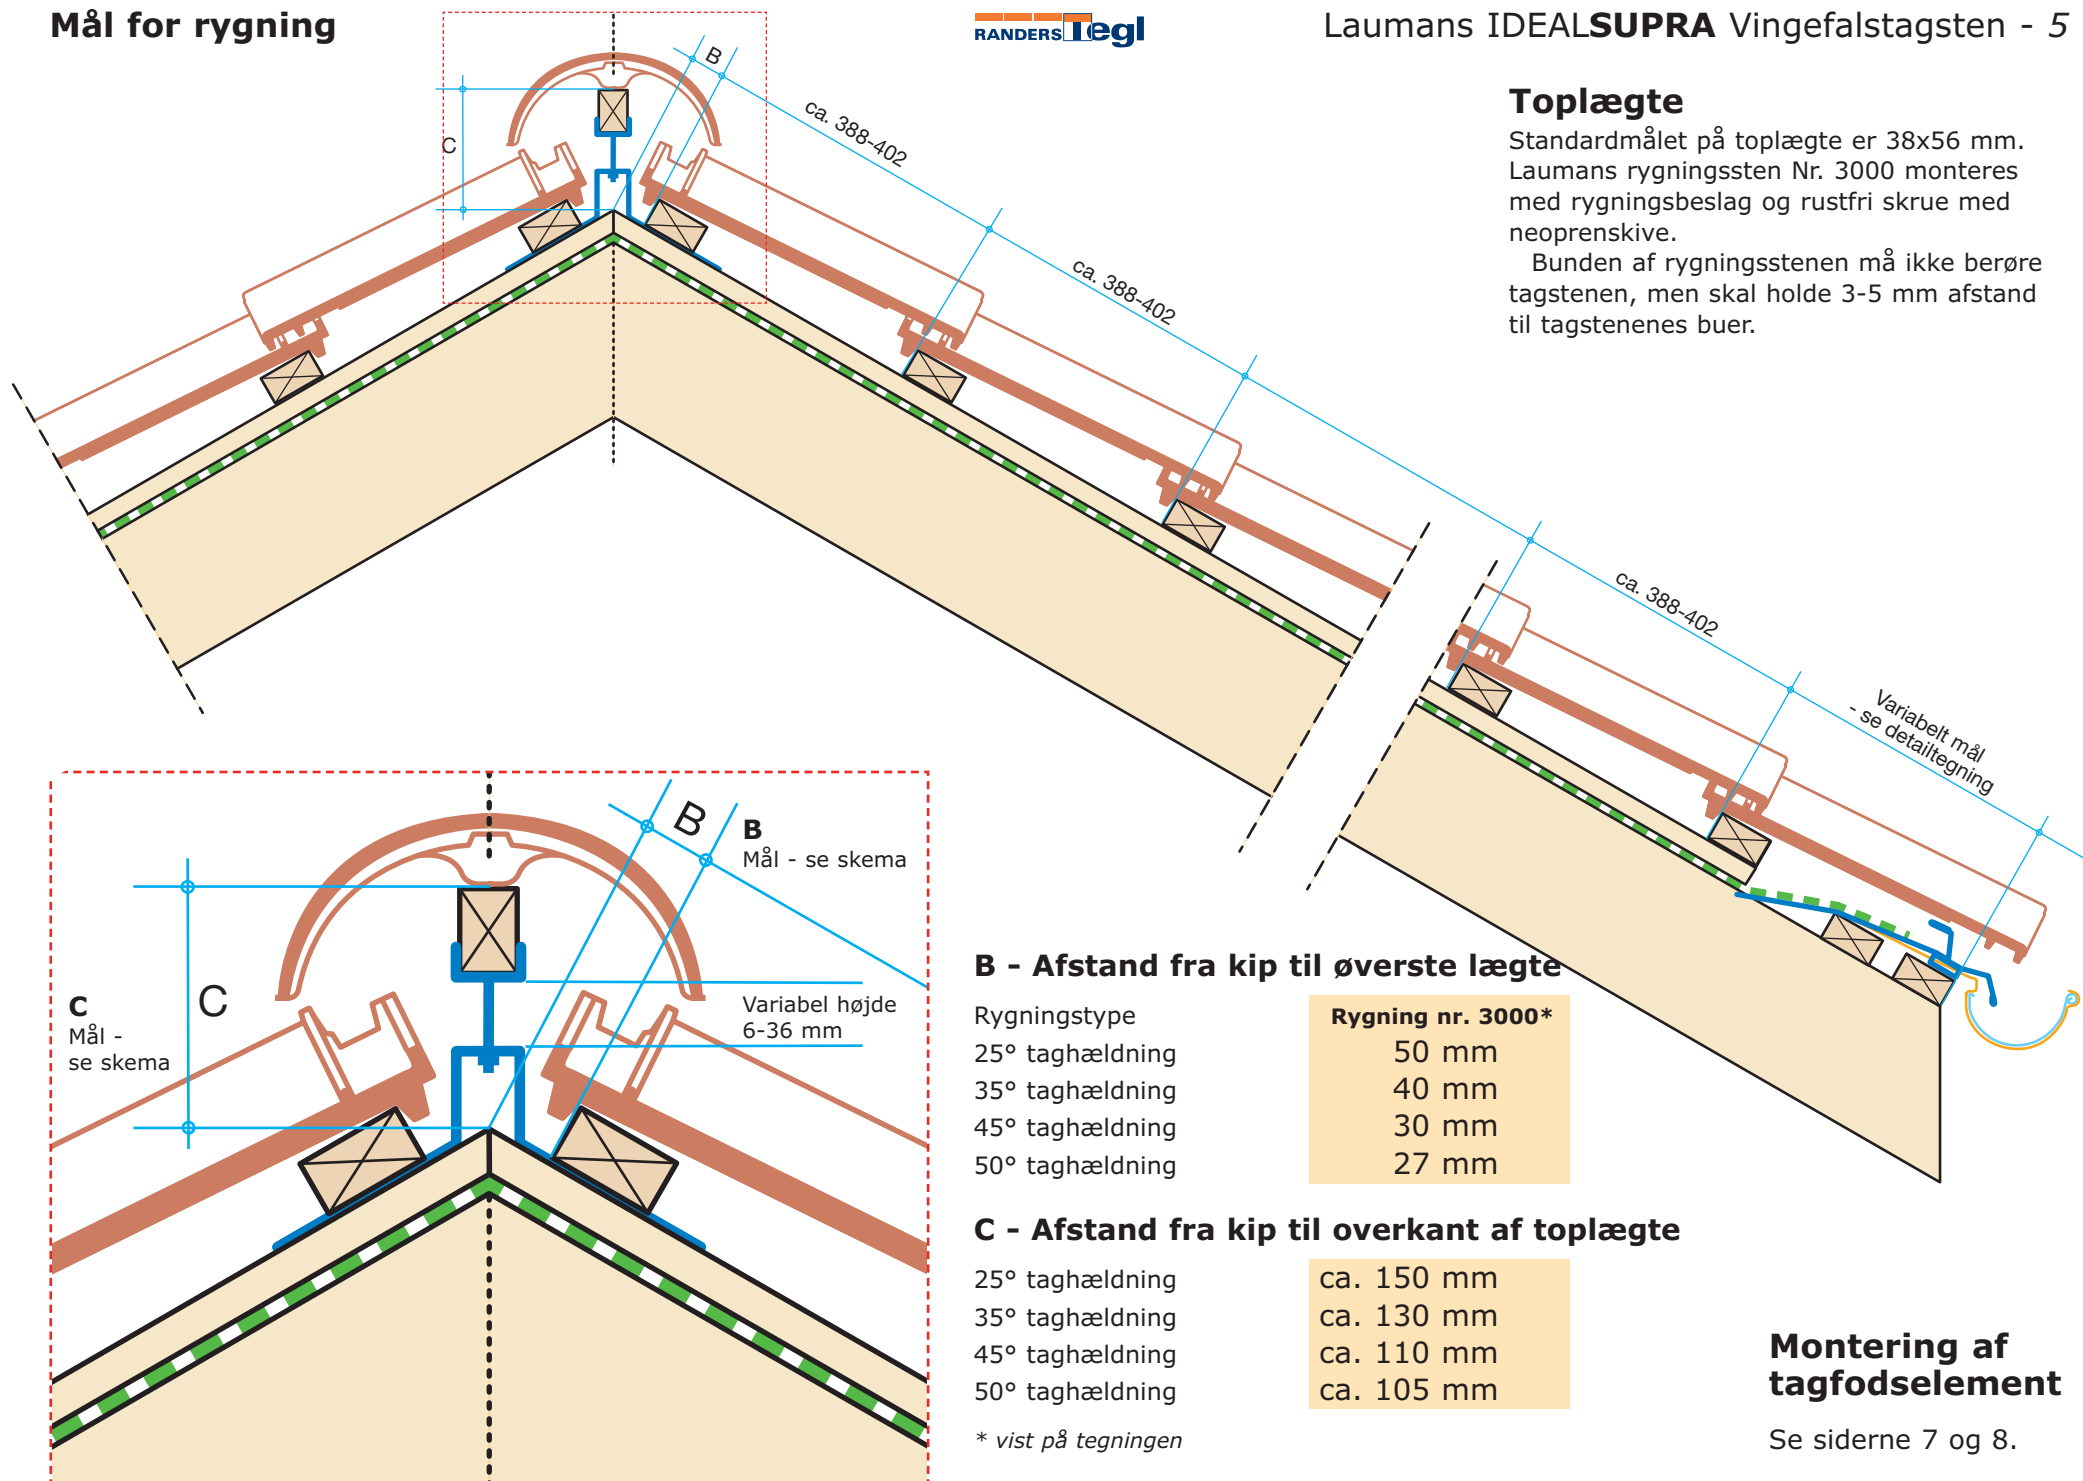 Mål for rygning
RANDERS Tegl
Laumans IDEALSUPRA Vingefalstagsten - 5
Toplægte
Standardmålet på toplægte er 38x56 mm.
Laumans rygningssten Nr. 3000 monteres
med rygningsbeslag og rustfri skrue med
neoprenskive.
Bunden af rygningsstenen må ikke berøre
tagstenen, men skal holde 3-5 mm afstand
til tagstenenes buer.
B
C
ca. 388-402
ca. 388-402
ca. 388-402
Variabelt mål
- se detailtegning
B
B
Mål - se skema
C
C
Mål -
se skema
Variabel højde
6-36 mm
B - Afstand fra kip til øverste lægte
Rygningstype Rygning nr. 3000*
25° taghældning 50 mm
35° taghældning 40 mm
45° taghældning 30 mm
50° taghældning 27 mm
C - Afstand fra kip til overkant af toplægte
25° taghældning ca. 150 mm
35° taghældning ca. 130 mm
45° taghældning ca. 110 mm
50° taghældning ca. 105 mm
* vist på tegningen
Montering af
tagfodselement
Se siderne 7 og 8.